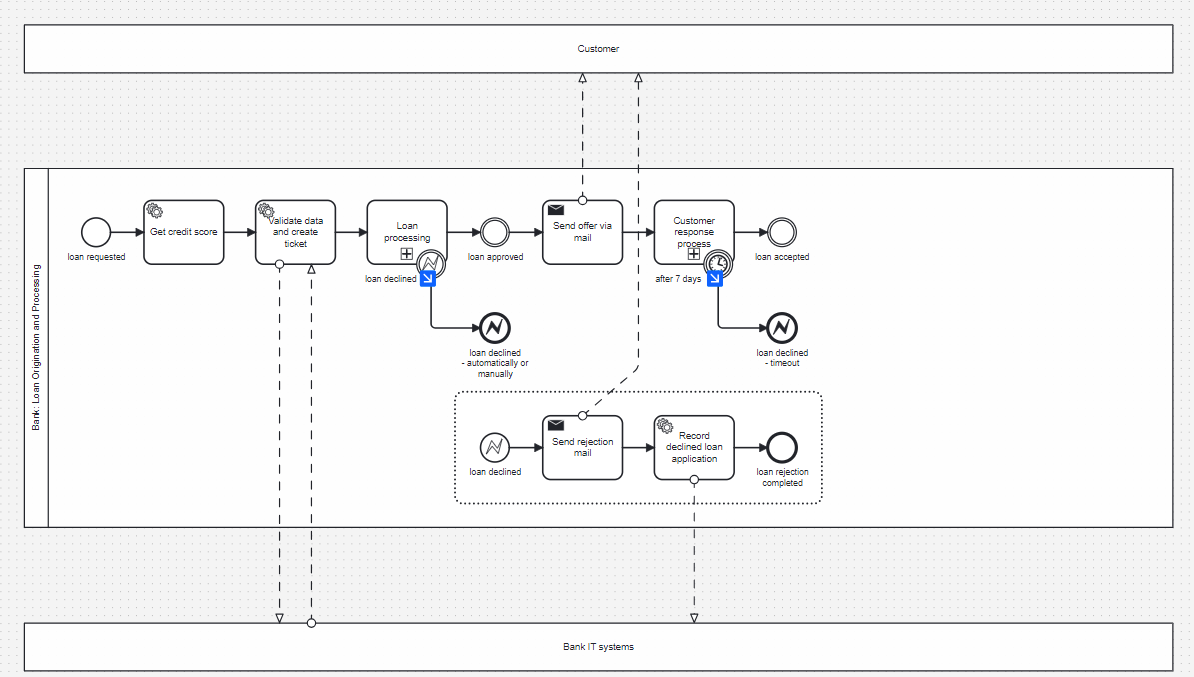 Customer
Bank: Loan Origination and Processing
loan requested
Get credit score
Validate data
and create
ticket
Loan
processing
loan declined
loan approved
Send offer via
mail
Customer
response
process
after 7 days
loan accepted
loan declined
- automatically or
manually
loan declined
- timeout
loan declined
Send rejection
mail
Record
declined loan
application
loan rejection
completed
Bank IT systems